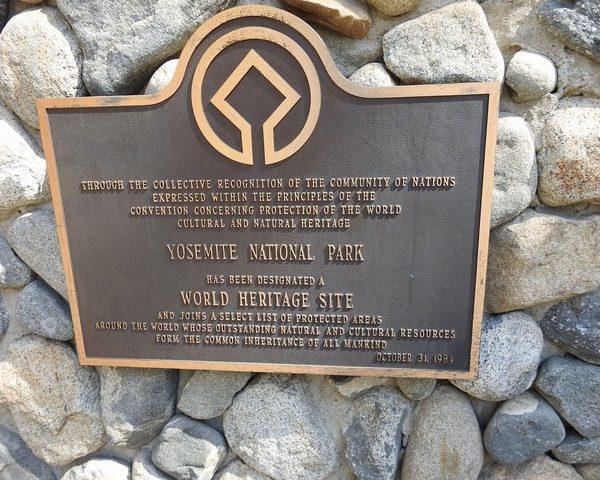 THROUGH THE COLLECTIVE RECOGNITION OF THE COMMUNITY OF NATIONS
EXPRESSED WITHIN THE PRINCIPLES OF THE
CONVENTION CONCERNING PROTECTION OF THE WORLD
CULTURAL AND NATURAL HERITAGE
YOSEMITE NATIONAL PARK
HAS BEEN DESIGNATED A
WORLD HERITAGE SITE
AND JOINS A SELECT LIST OF PROTECTED AREAS
AROUND THE WORLD WHOSE OUTSTANDING NATURAL AND CULTURAL RESOURCES
FORM THE COMMON INHERITANCE OF ALL MANKIND
OCTOBER 31, 1984